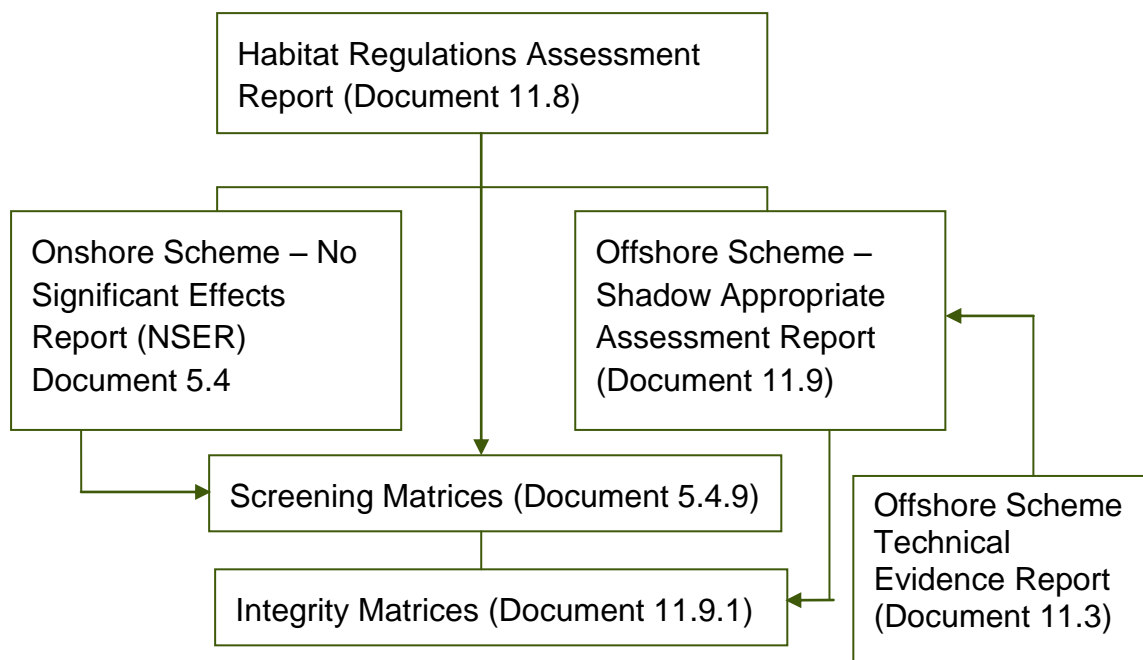 Habitat Regulations Assessment
Report (Document 11.8)
Onshore Scheme – No
Significant Effects
Report (NSER)
Document 5.4
Offshore Scheme –
Shadow Appropriate
Assessment Report
(Document 11.9)
Screening Matrices (Document 5.4.9)
Integrity Matrices (Document 11.9.1)
Offshore Scheme
Technical
Evidence Report
(Document 11.3)